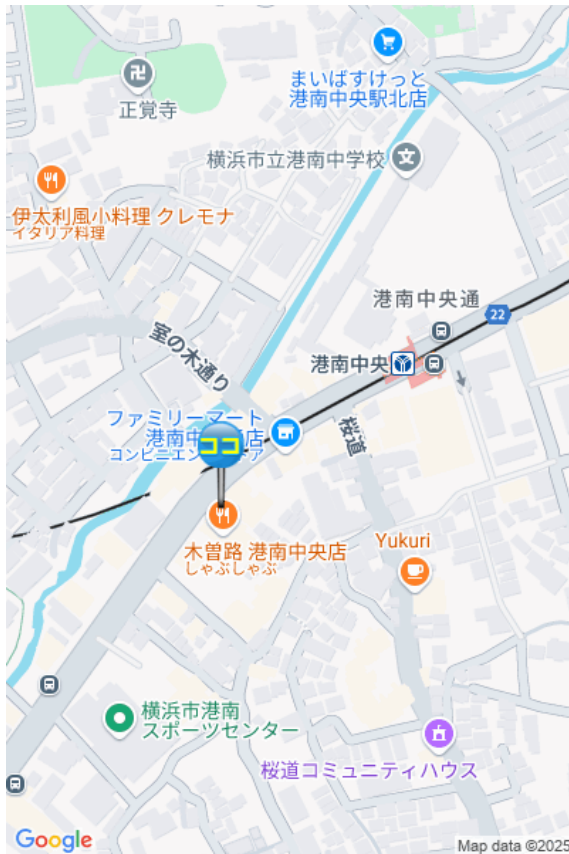 まいばすけっと
港南中央駅北店
正覚寺
横浜市立港南中学校
文
伊太利風小料理 クレモナ
イタリア料理
港南中央通
22
室の木通り
港南中央
ファミリーマート
港南中
店
コンビニエン
ア
ココ
桜道
木曽路 港南中央店
しゃぶしゃぶ
Yukuri
横浜市港南
スポーツセンター
桜道コミュニティハウス
Google
Map data ©2025